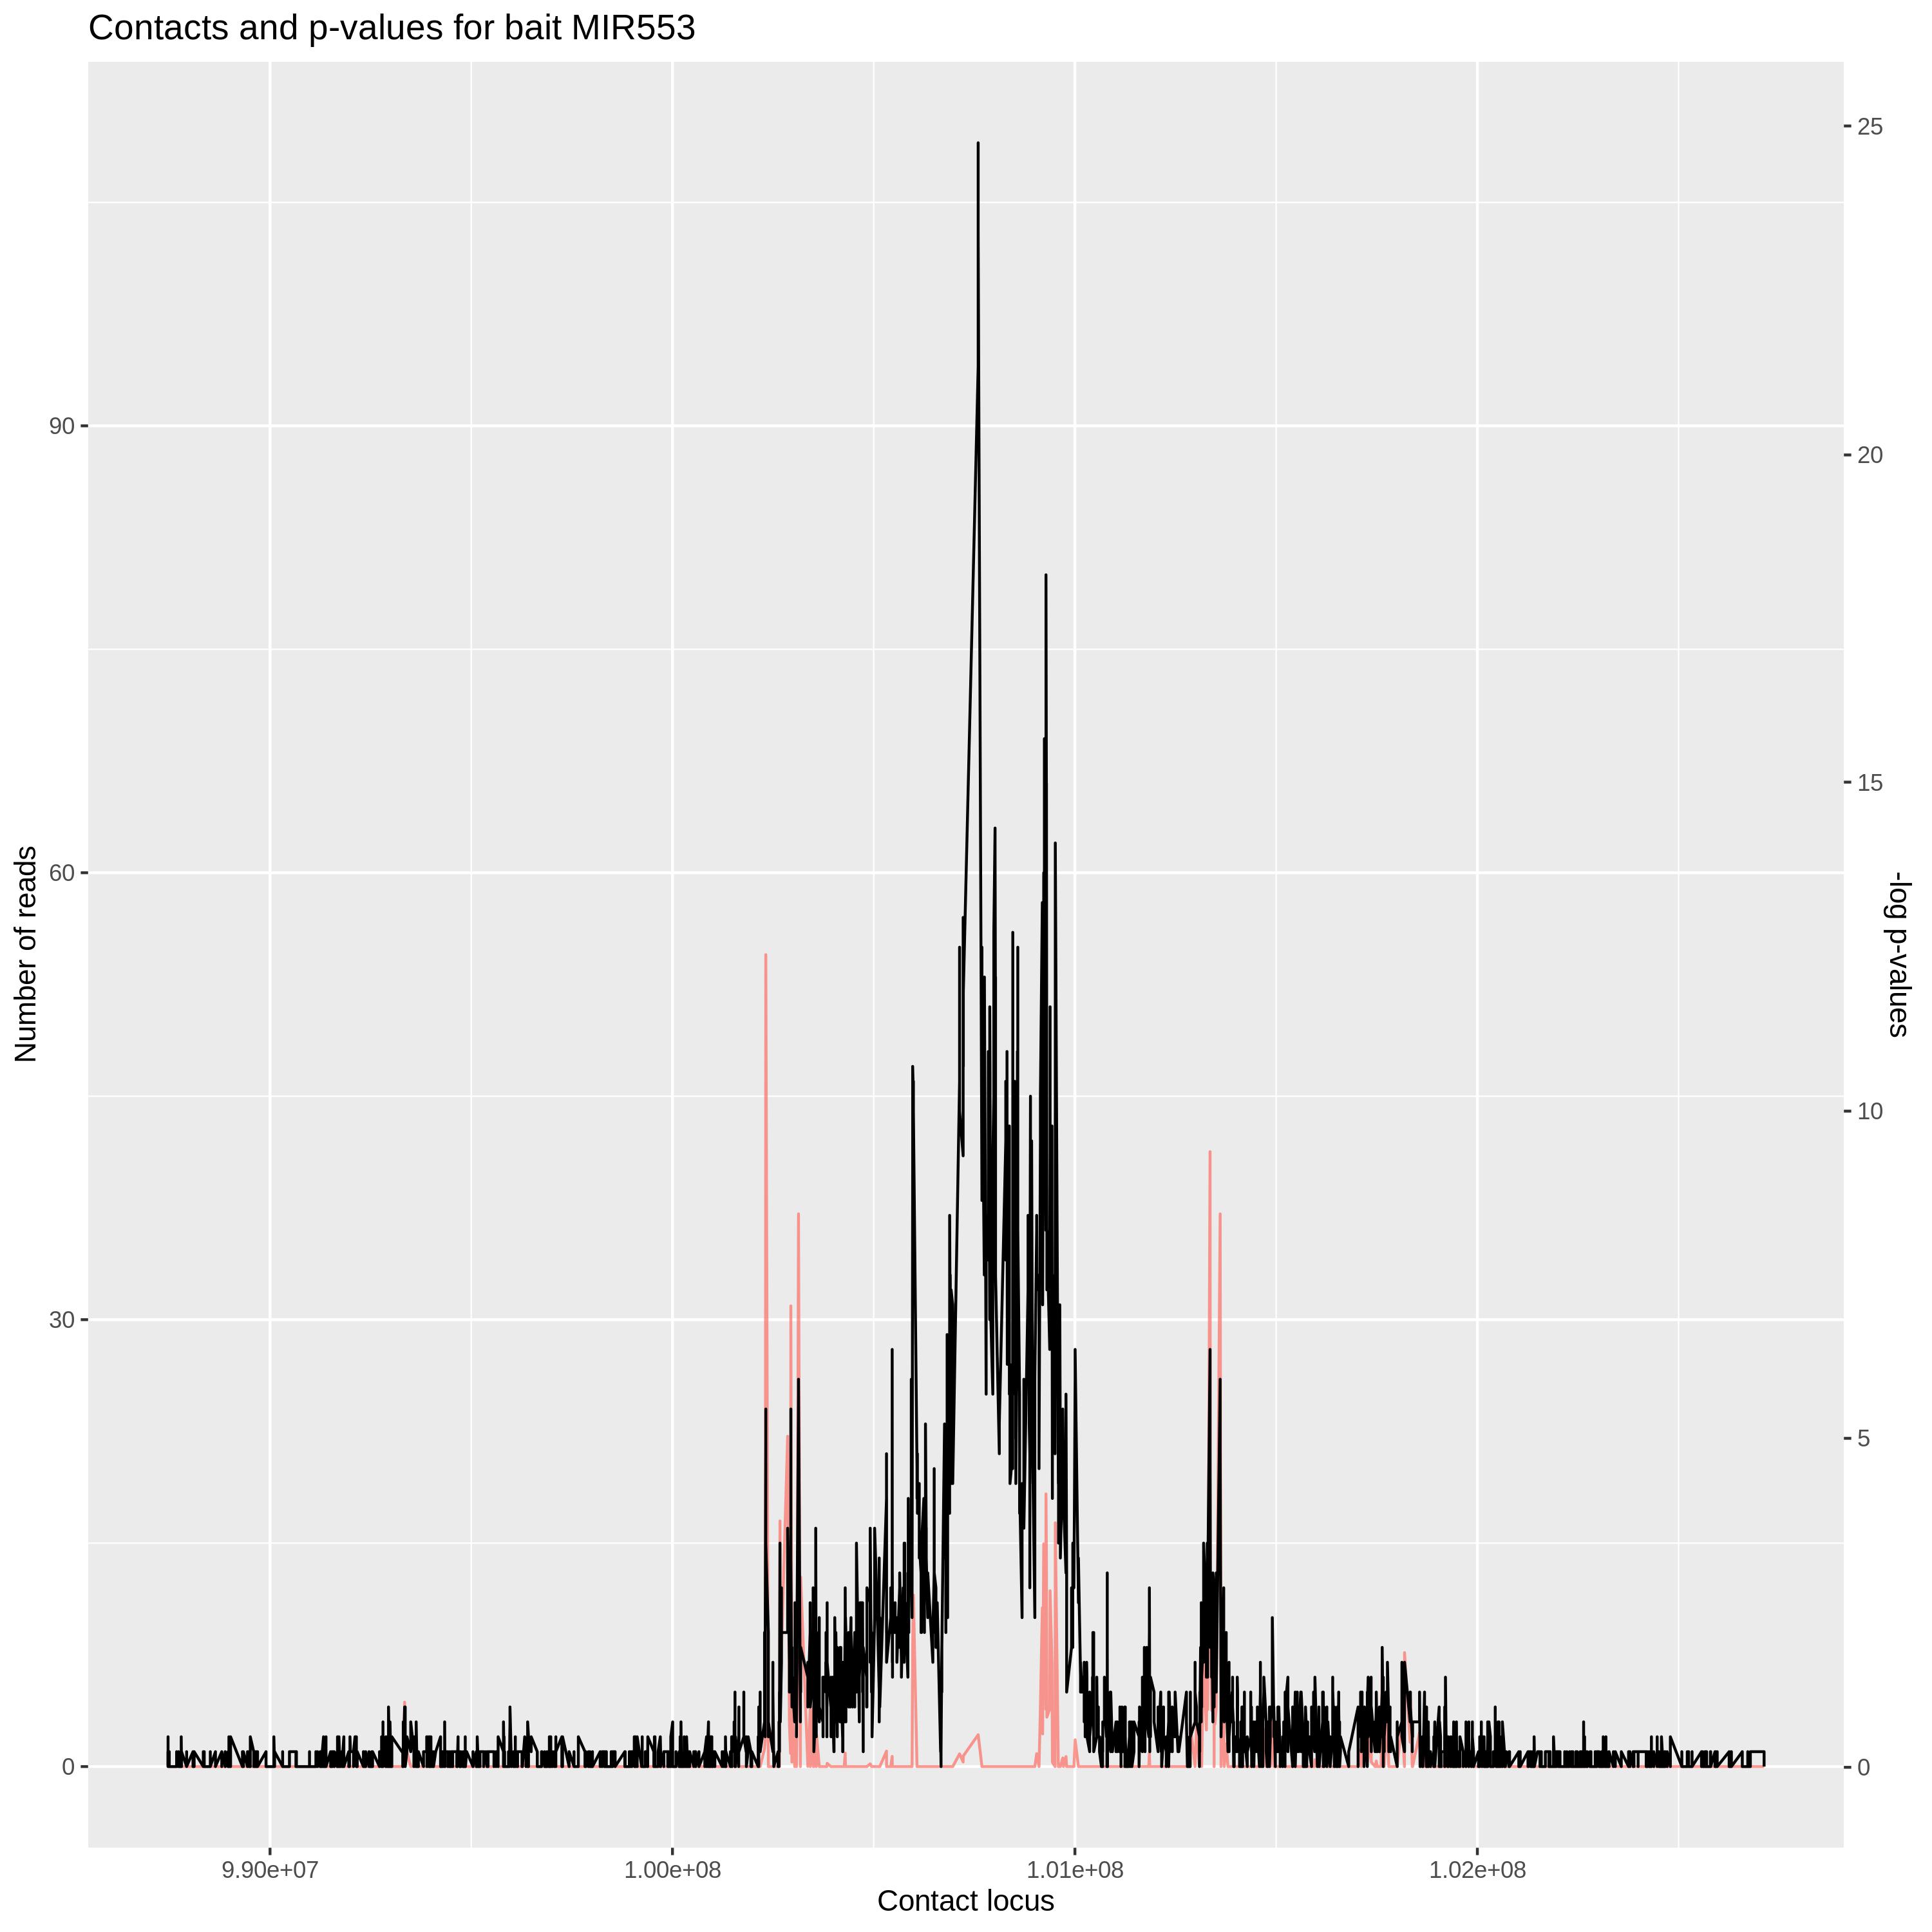 Contacts and p-values for bait MIR553
25
90
20
15
60
Number of reads
-log p-values
10
30
5
0
0
9.90e+07
1.00e+08
1.01e+08
1.02e+08
Contact locus